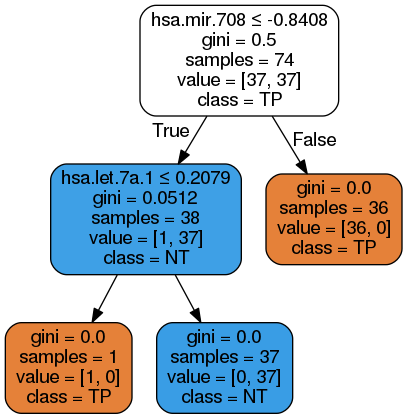 hsa.mir.708 ≤ -0.8408
gini = 0.5
samples = 74
value = [37, 37]
class = TP
True
False
hsa.let.7a.1 ≤ 0.2079
gini = 0.0512
samples = 38
value = [1, 37]
class = NT
gini = 0.0
samples = 36
value = [36, 0]
class = TP
gini = 0.0
samples = 1
value = [1, 0]
class = TP
gini = 0.0
samples = 37
value = [0, 37]
class = NT